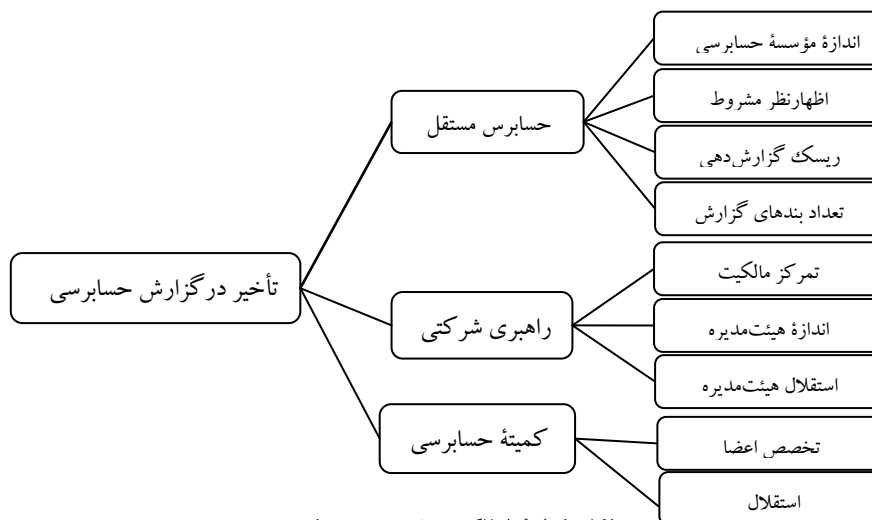 اندازهٔ مؤسسهٔ حسابرسی
اظهارنظر مشروط
ریسک گزارش‌دهی
تعداد بندهای گزارش
حسابرس مستقل
تمرکز مالکیت
اندازهٔ هیئت‌مدیره
استقلال هیئت‌مدیره
راهبری شرکتی
تخصص اعضا
استقلال
کمیتهٔ حسابرسی
تأخیر درگزارش حسابرسی